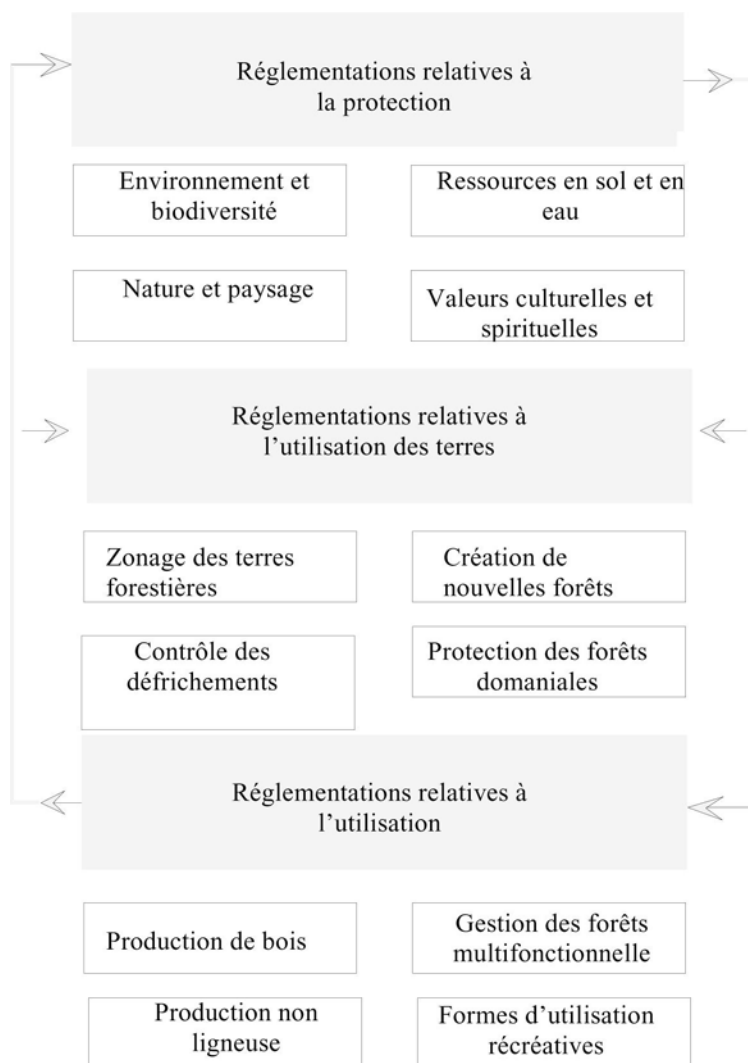 Réglementations relatives à
la protection
Environnement et
biodiversité
Ressources en sol et en
eau
Nature et paysage
Valeurs culturelles et
spirituelles
Réglementations relatives à
l’utilisation des terres
Zonage des terres
forestières
Création de
nouvelles forêts
Contrôle des
défrichements
Protection des forêts
domaniales
Réglementations relatives à
l’utilisation
Production de bois
Gestion des forêts
multifonctionnelle
Production non
ligneuse
Formes d’utilisation
récréatives